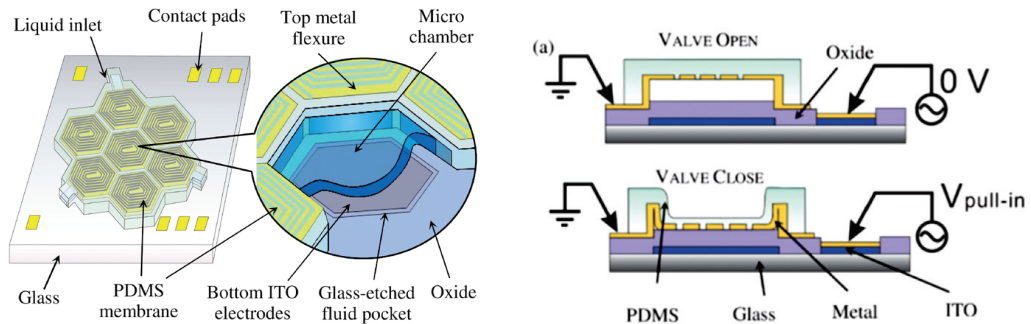 Liquid inlet
Contact pads
Top metal
flexure
Micro
chamber
Glass
PDMS
membrane
Bottom ITO
electrodes
Glass-etched
fluid pocket
Oxide
(a)
VALVE OPEN
Oxide
0 V
VALVE CLOSE
Vpull-in
PDMS
Glass
Metal
ITO